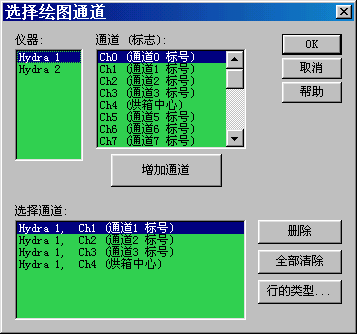 选择绘图通道
仪器: 通道 (标志):
Hydra 1
Hydra 2
Ch0 (通道0 标号)
Ch1 (通道1 标号)
Ch2 (通道2 标号)
Ch3 (通道3 标号)
Ch4 (烘箱中心)
Ch5 (通道5 标号)
Ch6 (通道6 标号)
Ch7 (通道7 标号)
OK
取消
帮助
增加通道
选择通道:
Hydra 1, Ch1 (通道1 标号)
Hydra 1, Ch2 (通道2 标号)
Hydra 1, Ch3 (通道3 标号)
Hydra 1, Ch4 (烘箱中心)
删除
全部清除
行的类型...